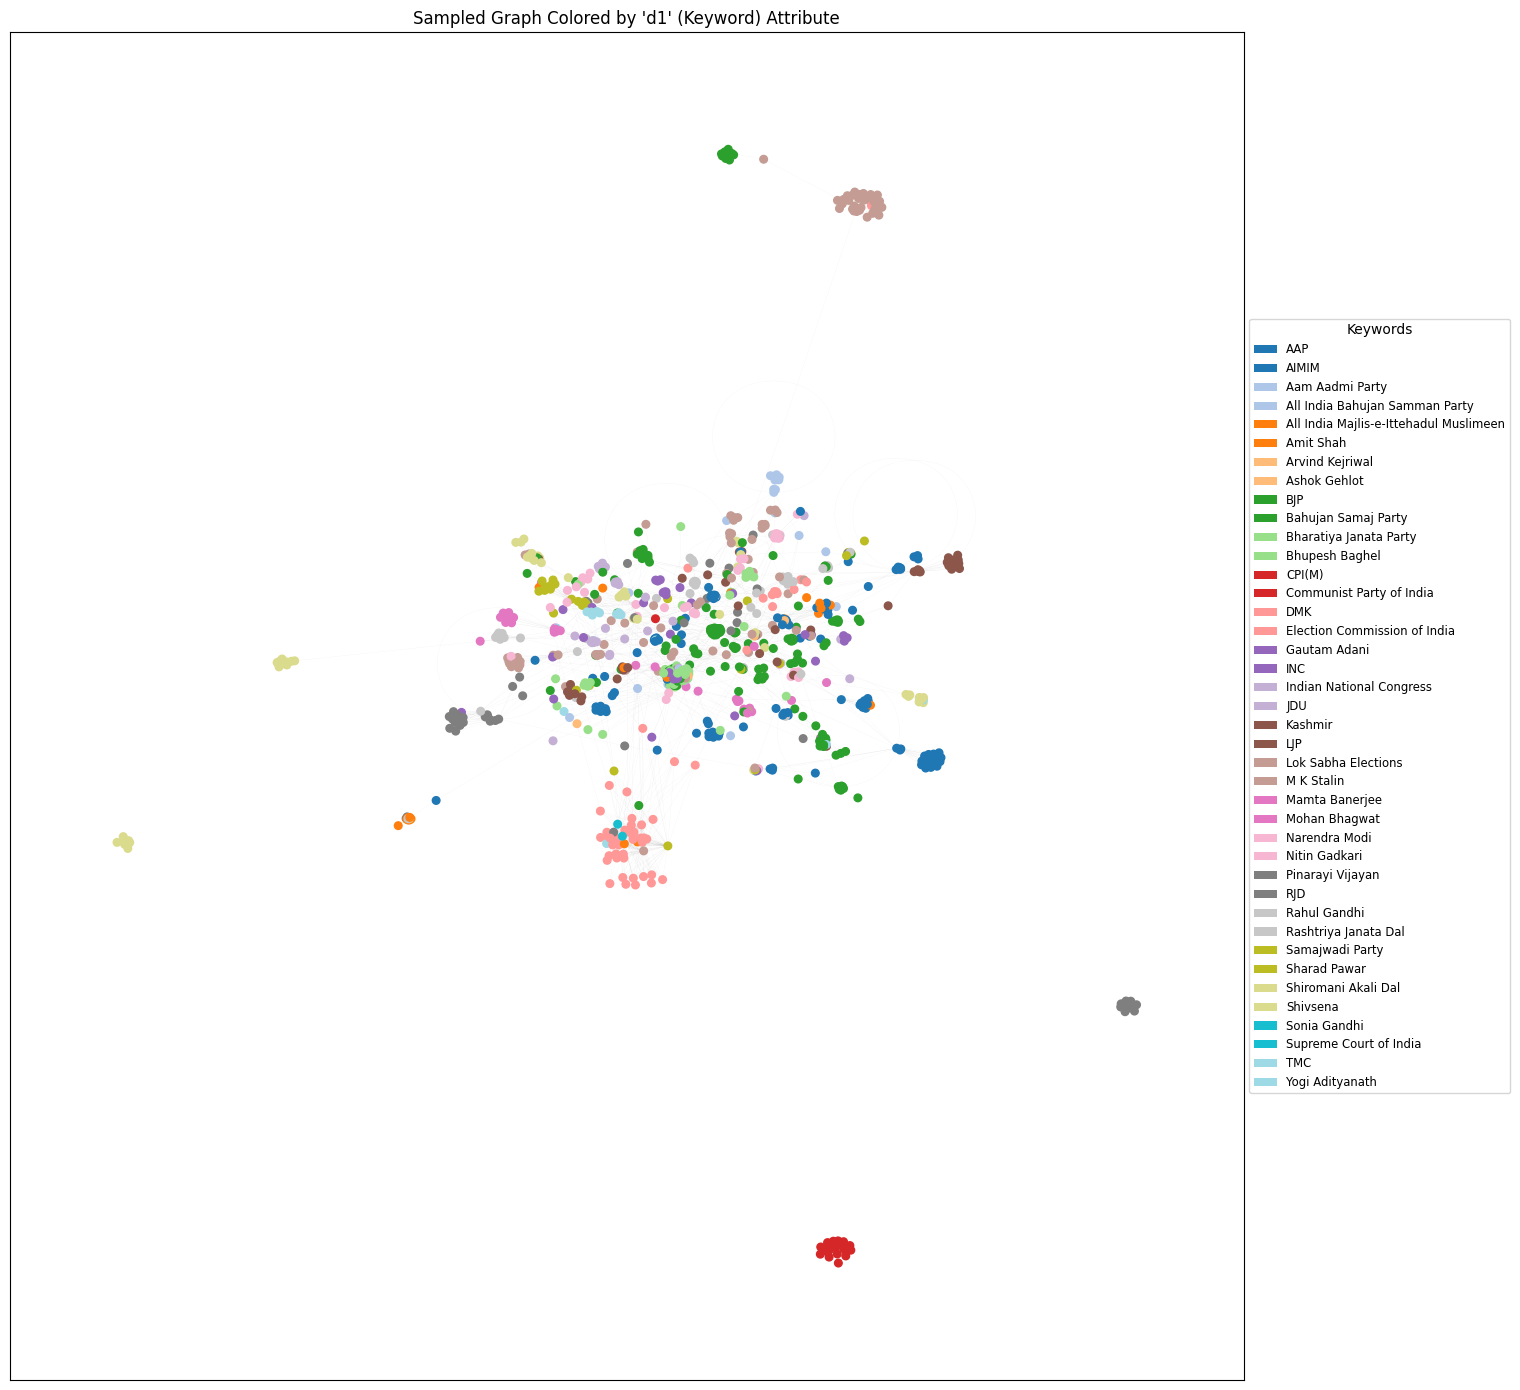 Sampled Graph Colored by 'd1' (Keyword) Attribute
Keywords
AAP
AIMIM
Aam Aadmi Party
All India Bahujan Samman Party
All India Majlis-e-Ittehadul Muslimeen
Amit Shah
Arvind Kejriwal
Ashok Gehlot
BJP
Bahujan Samaj Party
Bharatiya Janata Party
Bhupesh Baghel
CPI(M)
Communist Party of India
DMK
Election Commission of India
Gautam Adani
INC
Indian National Congress
JDU
Kashmir
LJP
Lok Sabha Elections
M K Stalin
Mamta Banerjee
Mohan Bhagwat
Narendra Modi
Nitin Gadkari
Pinarayi Vijayan
RJD
Rahul Gandhi
Rashtriya Janata Dal
Samajwadi Party
Sharad Pawar
Shiromani Akali Dal
Shivsena
Sonia Gandhi
Supreme Court of India
TMC
Yogi Adityanath